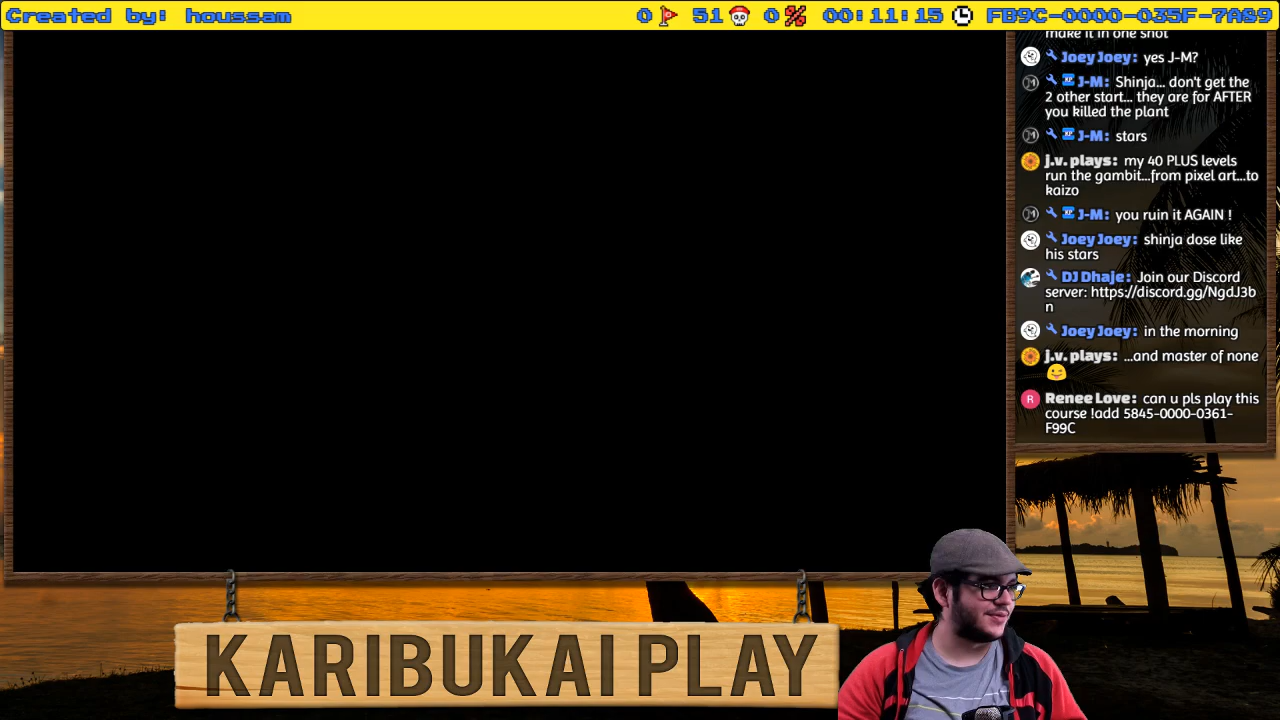 Created by: houssam 0 51 0 00:11:15 FB9C-0000-035F-7A89
make it in one shot
Joey Joey: yes J-M?
J-M: Shinja... don't get the
2 other start... they are for AFTER
you killed the plant
J-M: stars
j.v. plays: my 40 PLUS levels
run the gambit...from pixel art...to
kaizo
J-M: you ruin it AGAIN !
Joey Joey: shinja dose like
his stars
DJ Dhaje: Join our Discord
server: https://discord.gg/NgdJ3b
n
Joey Joey: in the morning
j.v. plays: ...and master of none
R Renee Love: can u pls play this
course !add 5845-0000-0361-
F99C
KARIBUKAI PLAY